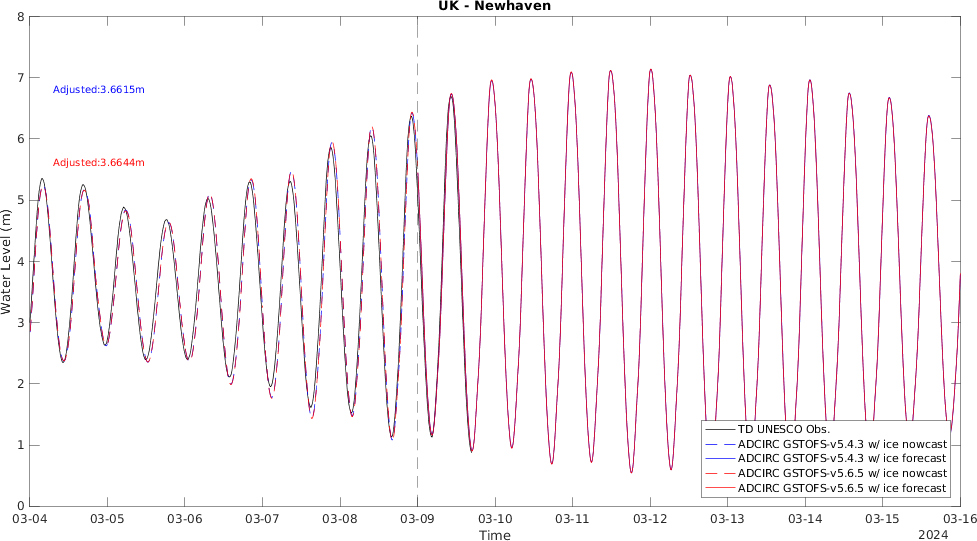 UK - Newhaven
8
7
6
5
4
3
2
1
0
Water Level (m)
Adjusted:3.6615m
Adjusted:3.6644m
TD UNESCO Obs.
ADCIRC GSTOFS-v5.4.3 w/ ice nowcast
ADCIRC GSTOFS-v5.4.3 w/ ice forecast
ADCIRC GSTOFS-v5.6.5 w/ ice nowcast
ADCIRC GSTOFS-v5.6.5 w/ ice forecast
03-04 03-05 03-06 03-07 03-08 03-09 03-10 03-11 03-12 03-13 03-14 03-15 03-16
Time
2024